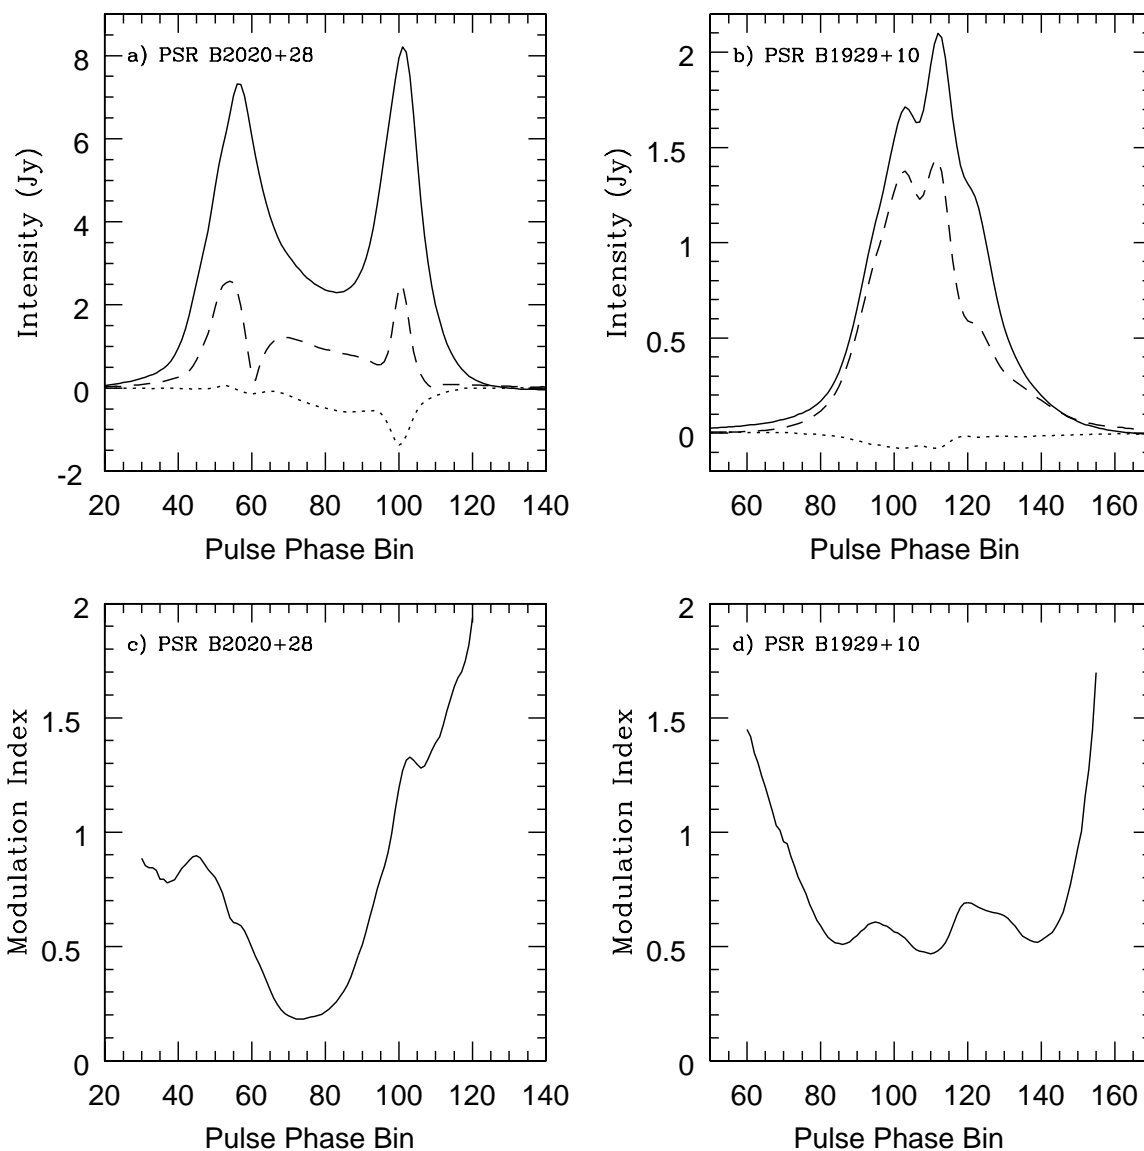 a) PSR B2020+28
8
6
4
2
0
-2
Intensity (Jy)
20 40 60 80 100 120 140
Pulse Phase Bin
b) PSR B1929+10
2
1.5
1
0.5
0
Intensity (Jy)
60 80 100 120 140 160
Pulse Phase Bin
c) PSR B2020+28
2
1.5
1
0.5
0
Modulation Index
20 40 60 80 100 120 140
Pulse Phase Bin
d) PSR B1929+10
2
1.5
1
0.5
0
Modulation Index
60 80 100 120 140 160
Pulse Phase Bin